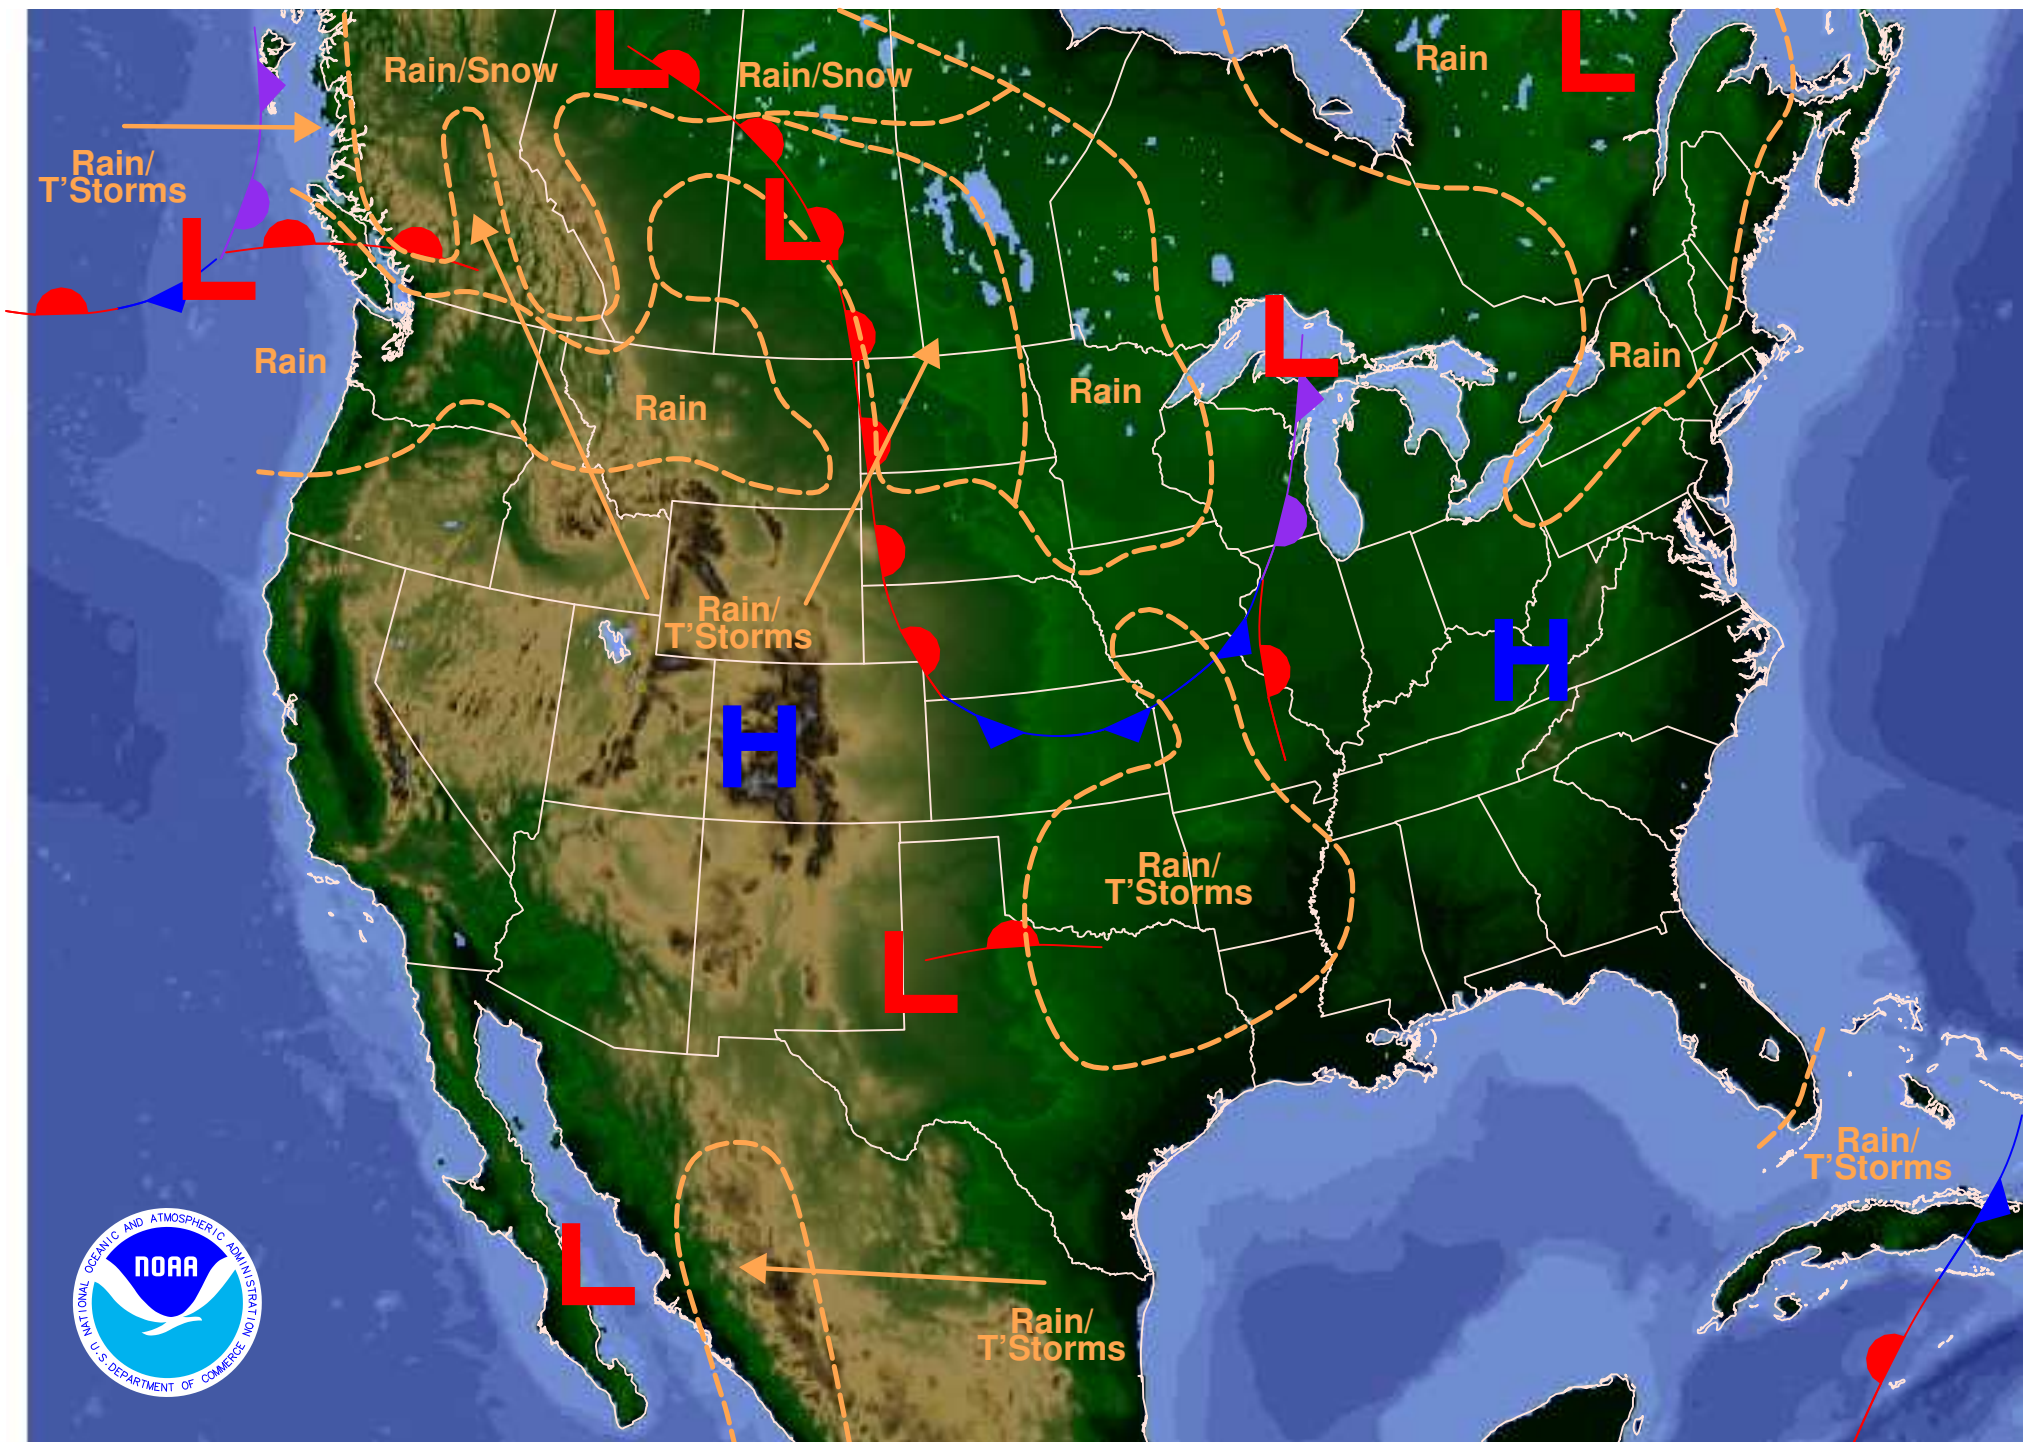 L
L
Rain/Snow
Rain/Snow
Rain
Rain/
T'Storms
L
L
L
Rain
Rain
Rain
Rain
Rain/
T'Storms
H
H
Rain/
T'Storms
L
Rain/
T'Storms
L
Rain/
T'Storms
NATIONAL OCEANIC AND ATMOSPHERIC ADMINISTRATION
NOAA
U.S. DEPARTMENT OF COMMERCE